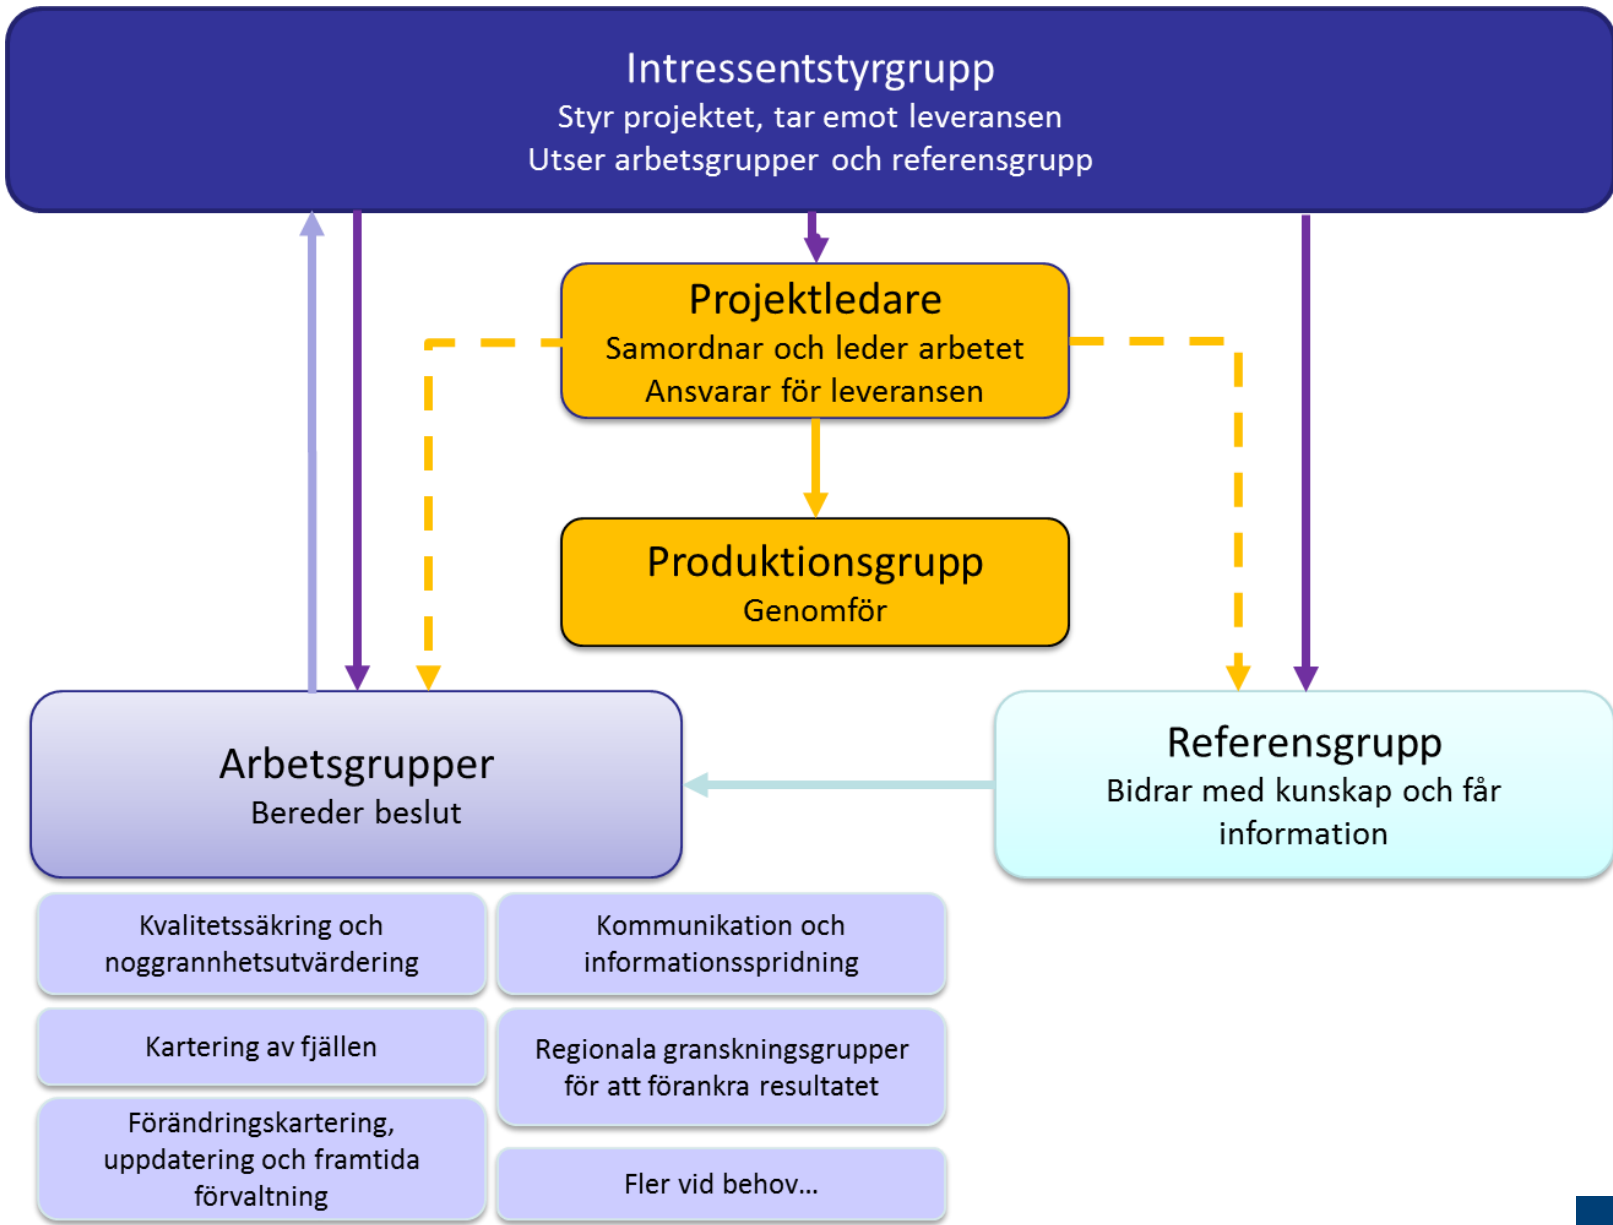 Intressentstyrgrupp
Styr projektet, tar emot leveransen
Utser arbetsgrupper och referensgrupp
Projektledare
Samordnar och leder arbetet
Ansvarar för leveransen
Produktionsgrupp
Genomför
Arbetsgrupper
Bereder beslut
Referensgrupp
Bidrar med kunskap och får
information
Kvalitetssäkring och
noggrannhetsutvärdering
Kommunikation och
informationsspridning
Kartering av fjällen
Regionala granskningsgrupper
för att förankra resultatet
Förändringskartering,
uppdatering och framtida
förvaltning
Fler vid behov...